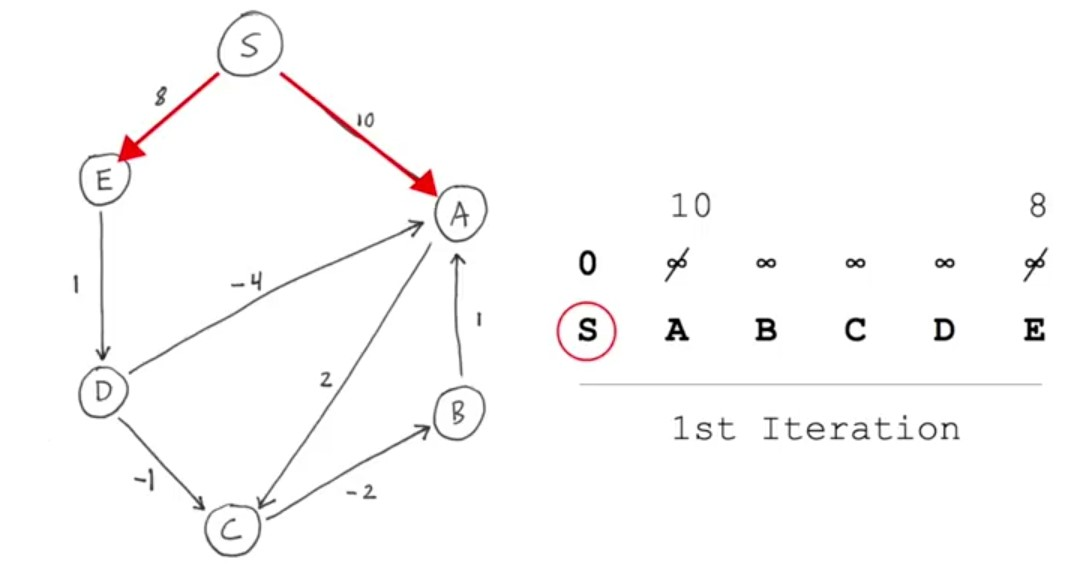 S
8
10
E
A
1
-4
2
1
D
B
-1
-2
C
10 8
0 ∞ ∞ ∞ ∞ ∞
S A B C D E
1st Iteration